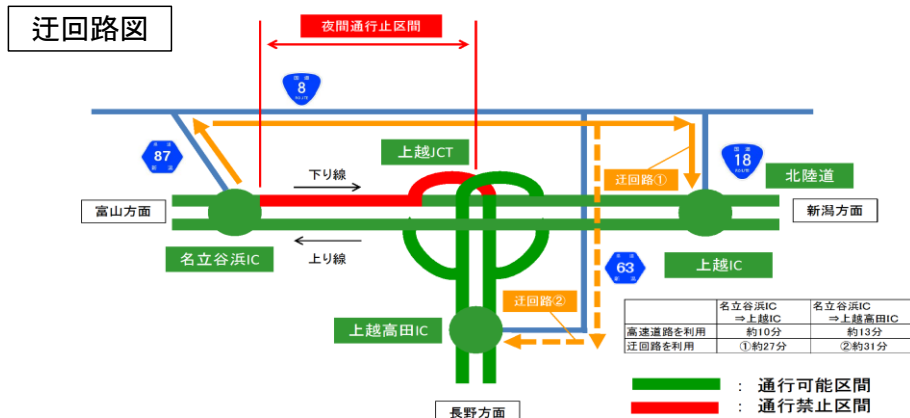 迂回路図
夜間通行止区間
国道
8
ROUTE
87
上越JCT
下り線
迂回路①
国道
18
ROUTE
北陸道
富山方面
新潟方面
名立谷浜IC
上り線
63
上越IC
迂回路②
上越高田IC
名立谷浜IC ⇒上越IC
名立谷浜IC ⇒上越高田IC
高速道路を利用 約10分 約13分
迂回路を利用 ①約27分 ②約31分
： 通行可能区間
： 通行禁止区間
長野方面